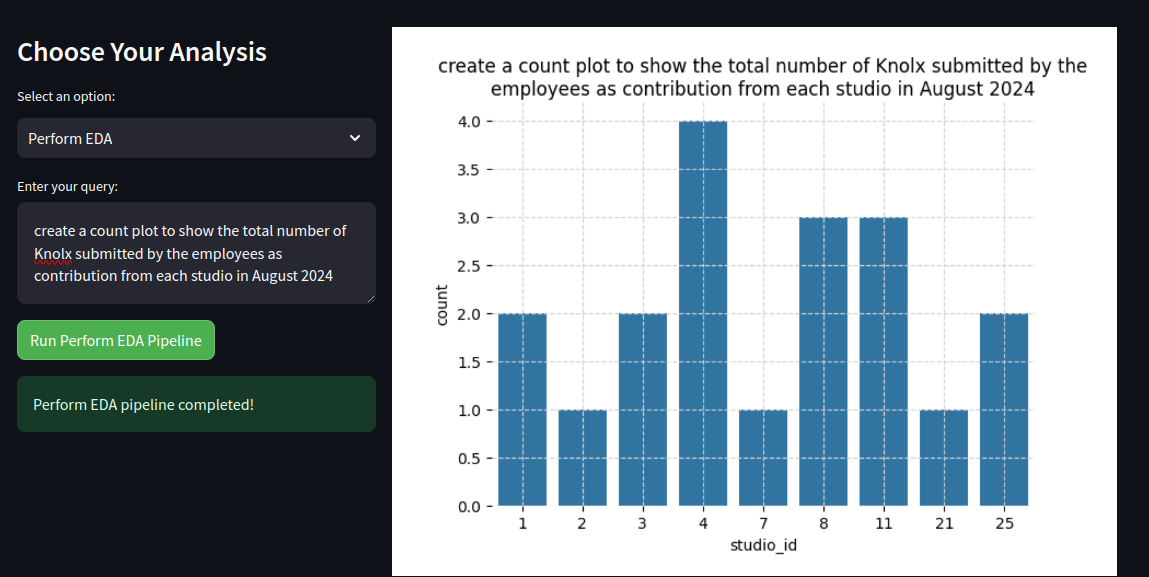 Choose Your Analysis
Select an option:
Perform EDA
Enter your query:
create a count plot to show the total number of
Knolx submitted by the employees as
contribution from each studio in August 2024
Run Perform EDA Pipeline
Perform EDA pipeline completed!
create a count plot to show the total number of Knolx submitted by the
employees as contribution from each studio in August 2024
4.0
3.5
3.0
2.5
2.0
1.5
1.0
0.5
0.0
count
1 2 3 4 7 8 11 21 25
studio_id